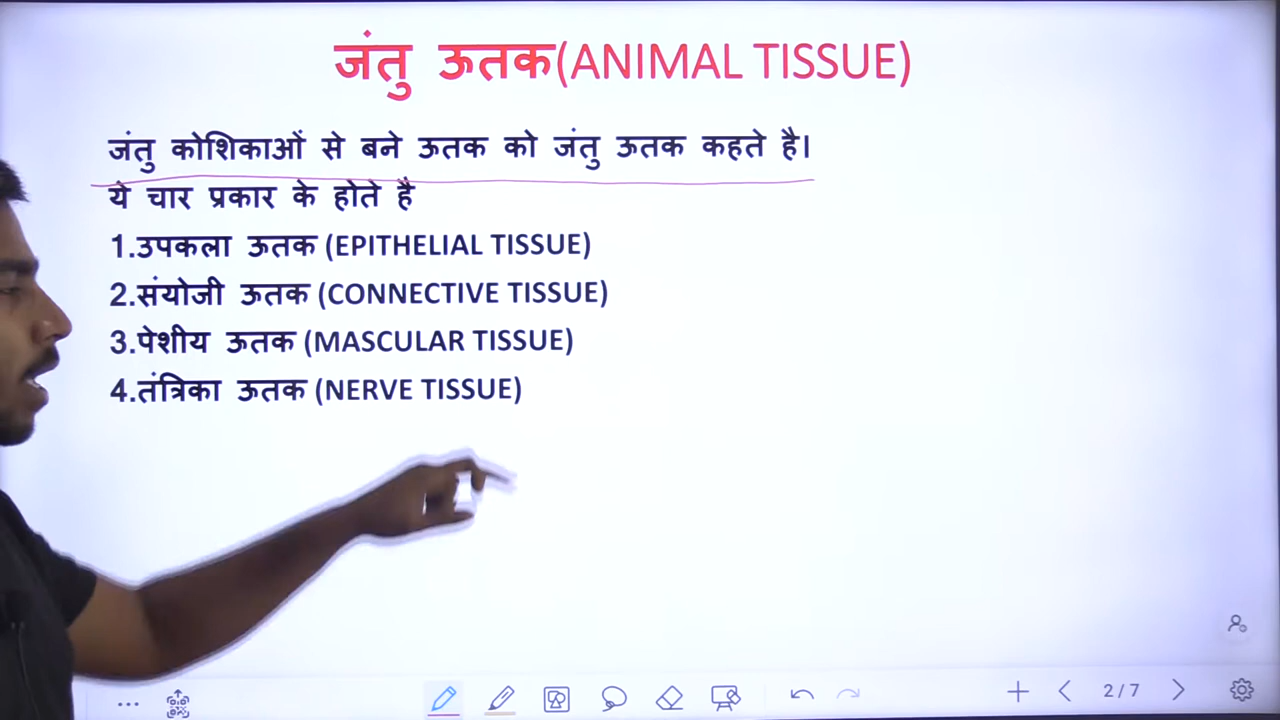 जंतु ऊतक(ANIMAL TISSUE)
जंतु कोशिकाओं से बने ऊतक को जंतु ऊतक कहते है।
ये चार प्रकार के होते है
1.उपकला ऊतक (EPITHELIAL TISSUE)
2.संयोजी ऊतक (CONNECTIVE TISSUE)
3.पेशीय ऊतक (MASCULAR TISSUE)
4.तंत्रिका ऊतक (NERVE TISSUE)
2/7